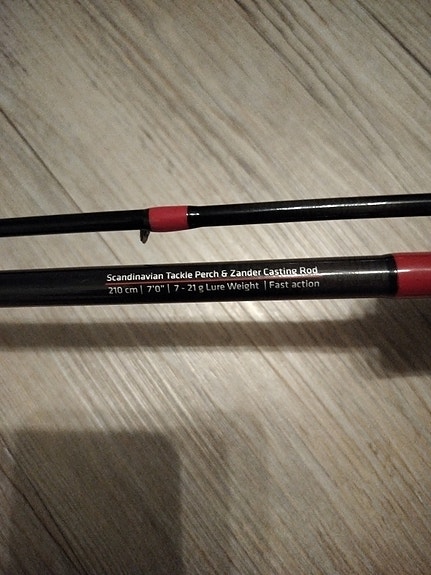 Scandinavian Tackle Perch & Zander Casting Rod
210 cm | 7'0" | 7 - 21 g Lure Weight | Fast action